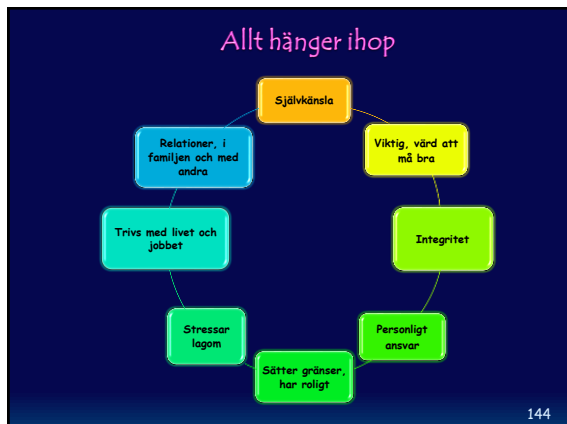 Allt hänger ihop
Självkänsla
Viktig, värd att
må bra
Integritet
Personligt
ansvar
Sätter gränser,
har roligt
Stressar
lagom
Trivs med livet och
jobbet
Relationer, i
familjen och med
andra
144